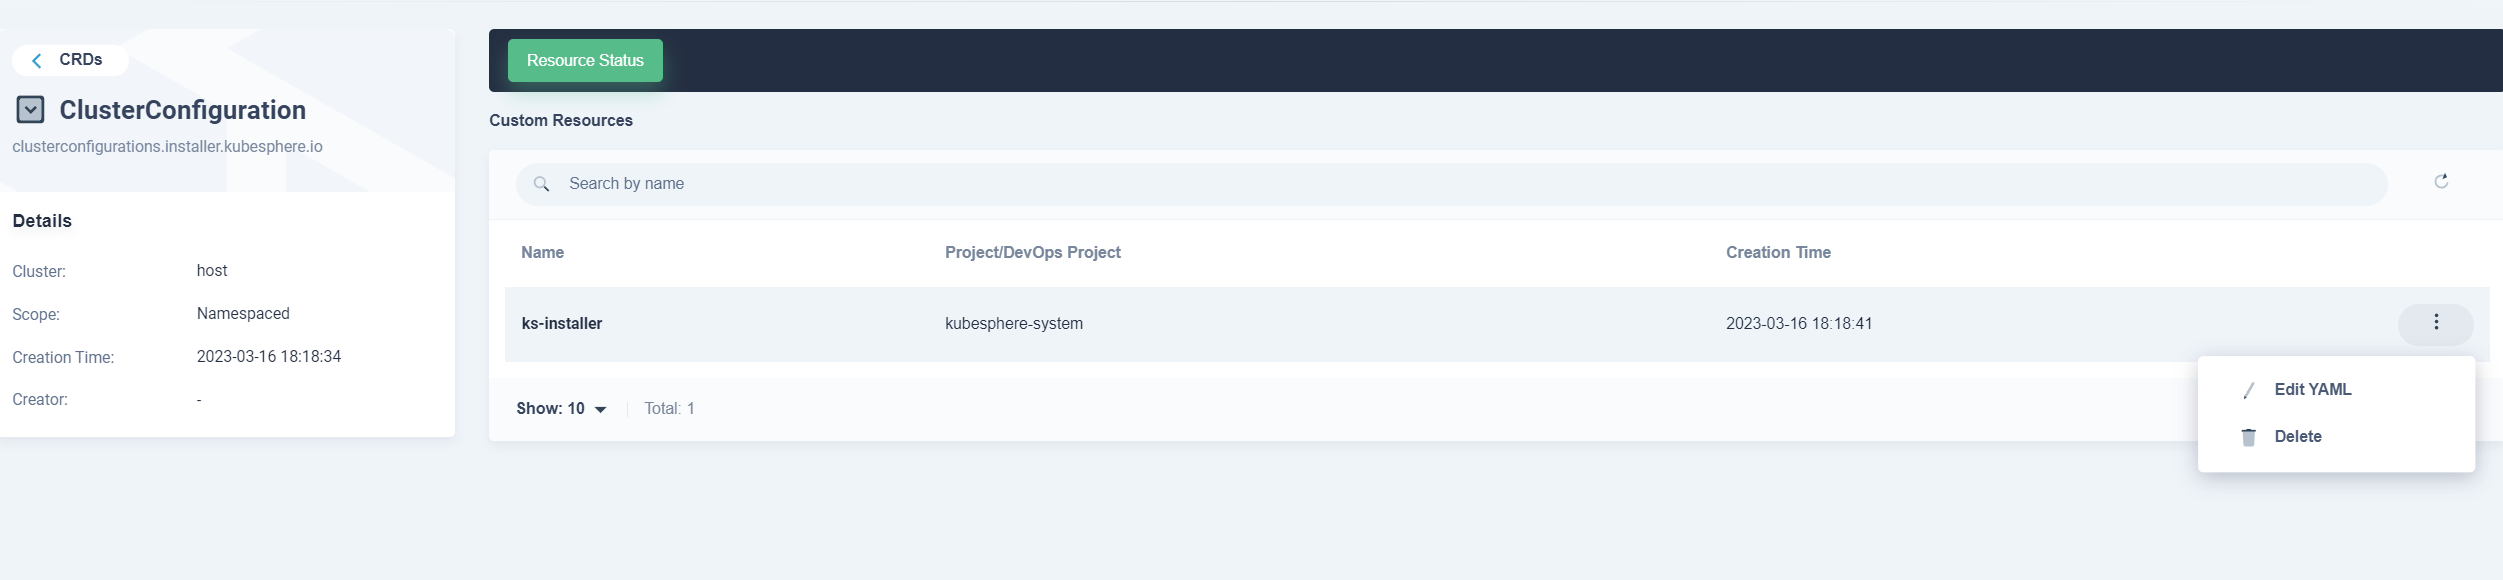 CRDs
ClusterConfiguration
clusterconfigurations.installer.kubesphere.io
Details
Cluster: host
Scope: Namespaced
Creation Time: 2023-03-16 18:18:34
Creator: -
Resource Status
Custom Resources
Search by name
Name Project/DevOps Project Creation Time
ks-installer kubesphere-system 2023-03-16 18:18:41
Show: 10 Total: 1
Edit YAML
Delete